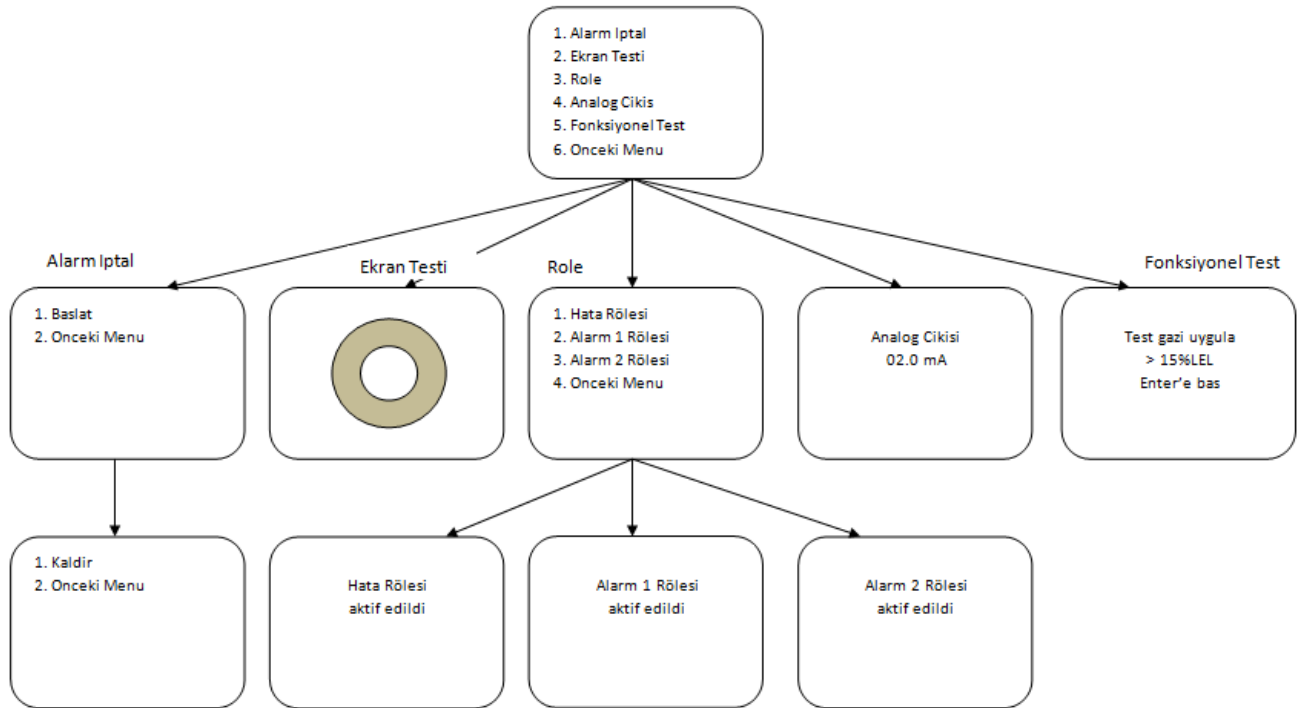 1. Alarm Iptal
2. Ekran Testi
3. Role
4. Analog Cikis
5. Fonksiyonel Test
6. Onceki Menu
Alarm Iptal
Ekran Testi
Role
Fonksiyonel Test
1. Baslat
2. Onceki Menu
1. Hata Rölesi
2. Alarm 1 Rölesi
3. Alarm 2 Rölesi
4. Onceki Menu
Analog Cikisi
02.0 mA
Test gazi uygula
> 15%LEL
Enter'e bas
1. Kaldir
2. Onceki Menu
Hata Rölesi
aktif edildi
Alarm 1 Rölesi
aktif edildi
Alarm 2 Rölesi
aktif edildi